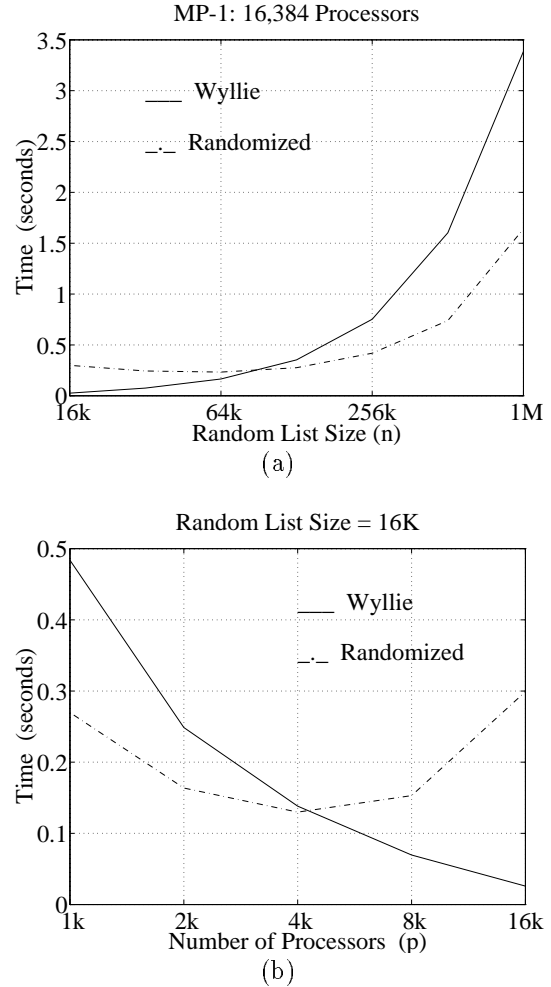 MP-1: 16,384 Processors
3.5
3
2.5
2
1.5
1
0.5
0
Time (seconds)
___ Wyllie
_._ Randomized
16k 64k 256k 1M
Random List Size (n)
(a)
Random List Size = 16K
0.5
0.4
0.3
0.2
0.1
0
Time (seconds)
___ Wyllie
_._ Randomized
1k 2k 4k 8k 16k
Number of Processors (p)
(b)